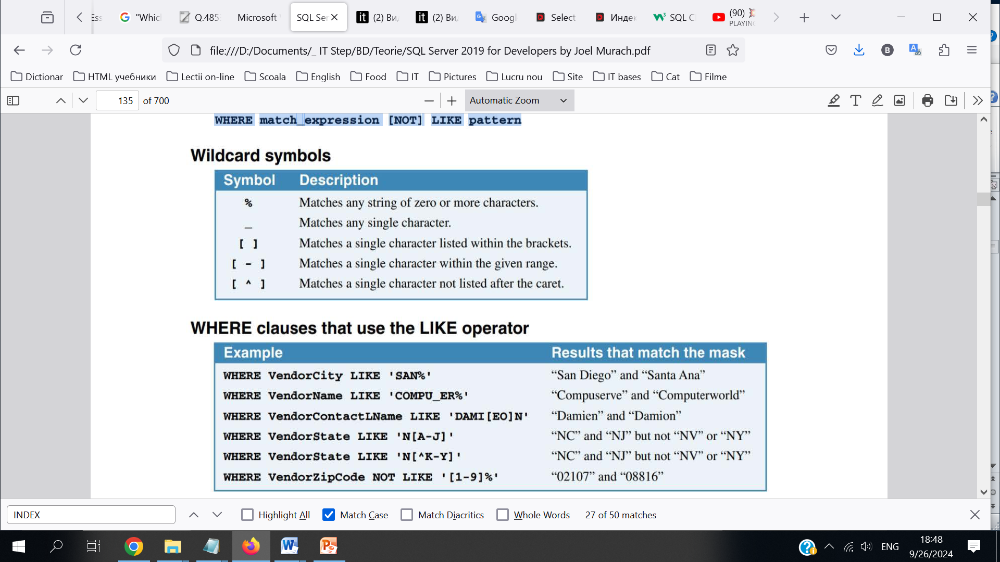 Ess
"Whicl
Q.485
Microsoft
SQL Ser
(2) Ви
(2) Ви
Googl
Select
Индек
SQL C
(90)
PLAYING
file:///D:/Documents/_ IT Step/BD/Teorie/SQL Server 2019 for Developers by Joel Murach.pdf
Dictionar
HTML учебники
Lectii on-line
Scoala
English
Food
IT
Pictures
Lucru nou
Site
IT bases
Cat
Filme
135 of 700
Automatic Zoom
WHERE match_expression [NOT] LIKE pattern
Wildcard symbols
Symbol Description
% Matches any string of zero or more characters.
_ Matches any single character.
[ ] Matches a single character listed within the brackets.
[ - ] Matches a single character within the given range.
[ ^ ] Matches a single character not listed after the caret.
WHERE clauses that use the LIKE operator
Example Results that match the mask
WHERE VendorCity LIKE 'SAN%' “San Diego” and “Santa Ana”
WHERE VendorName LIKE 'COMPU_ER%' “Compuserve” and “Computerworld”
WHERE VendorContactLName LIKE 'DAMI[EO]N' “Damien” and “Damion”
WHERE VendorState LIKE 'N[A-J]' “NC” and “NJ” but not “NV” or “NY”
WHERE VendorState LIKE 'N[^K-Y]' “NC” and “NJ” but not “NV” or “NY”
WHERE VendorZipCode NOT LIKE '[1-9]%' “02107” and “08816”
INDEX
Highlight All
Match Case
Match Diacritics
Whole Words
27 of 50 matches
ENG
18:48
9/26/2024